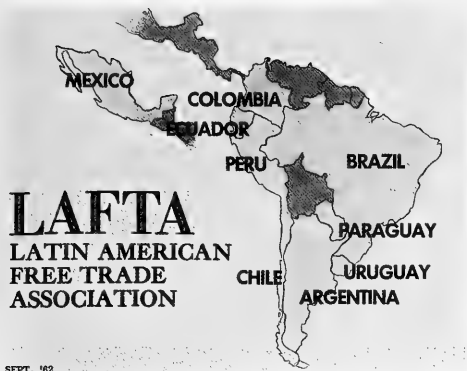 MEXICO
COLOMBIA
ECUADOR
PERU
BRAZIL
LAFTA
LATIN AMERICAN
FREE TRADE
ASSOCIATION
PARAGUAY
CHILE
URUGUAY
ARGENTINA
SEPT. '62